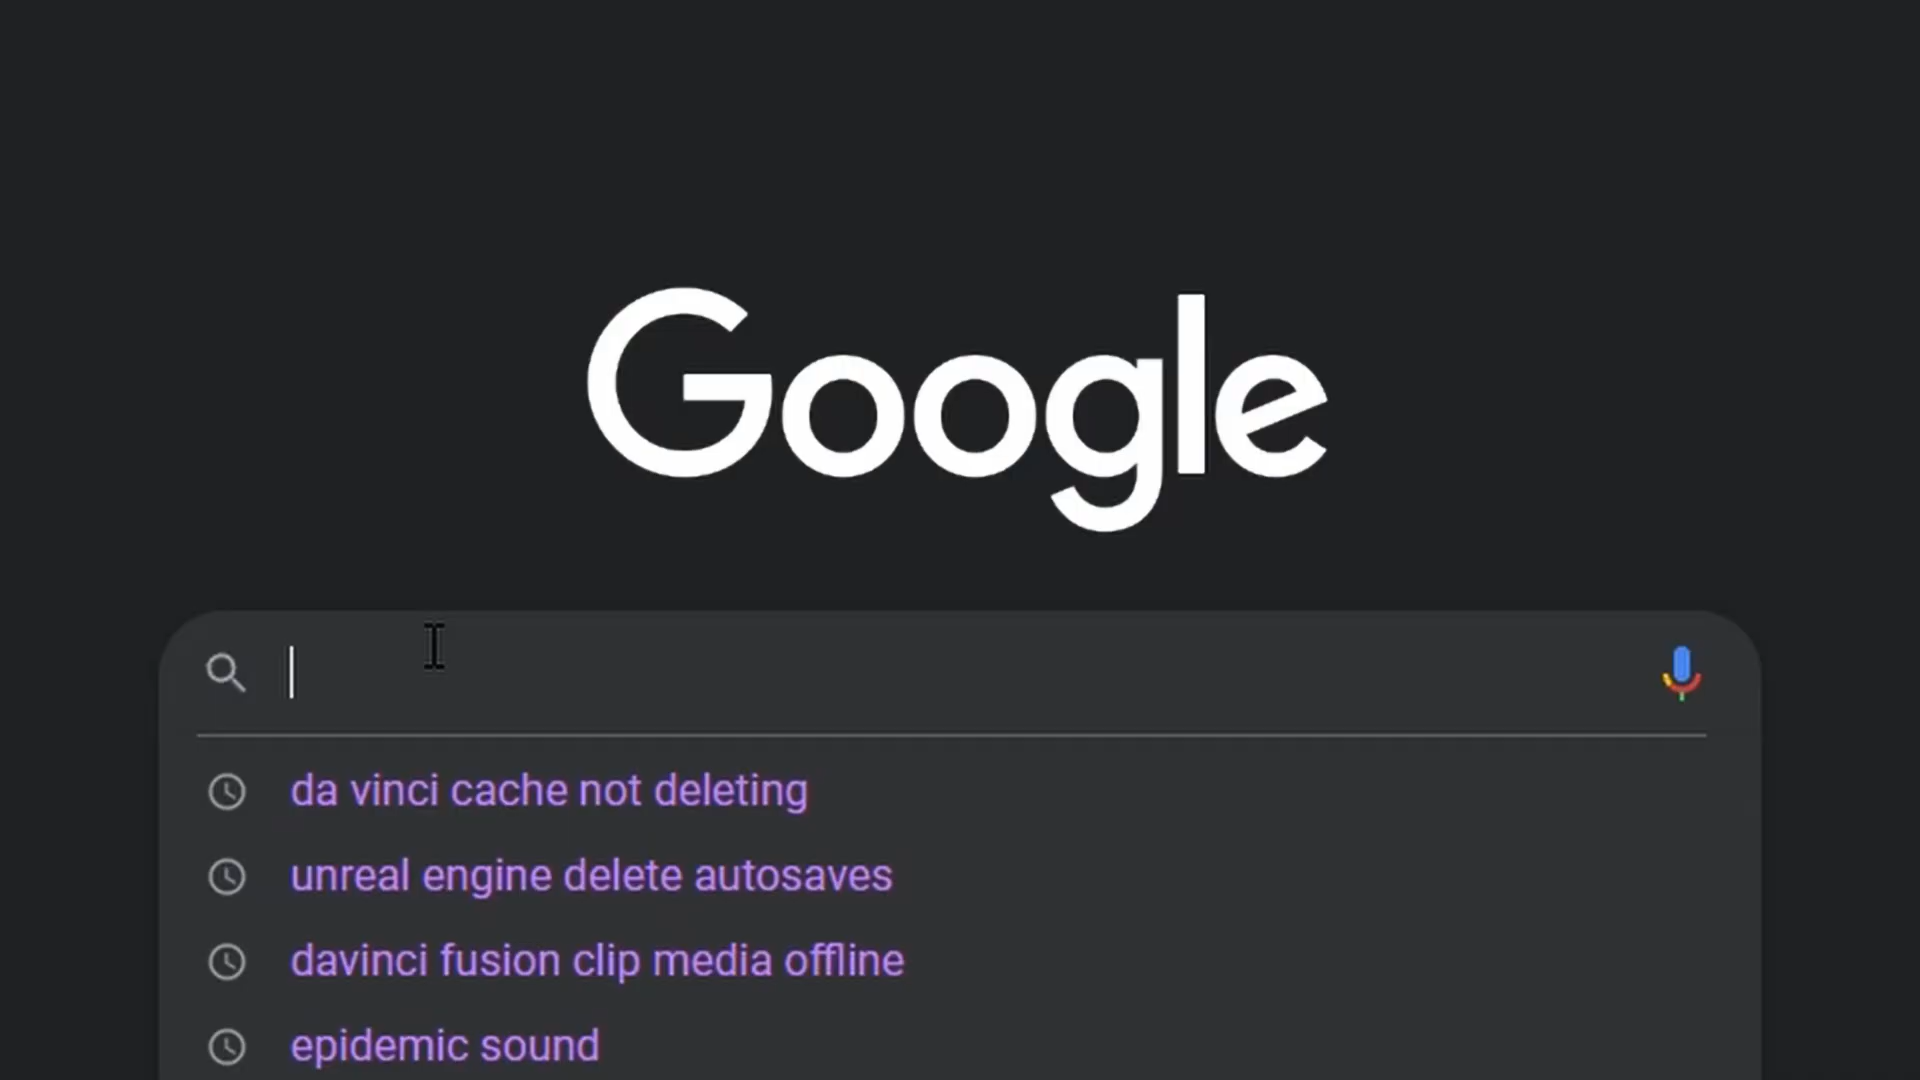 Google
da vinci cache not deleting
unreal engine delete autosaves
davinci fusion clip media offline
epidemic sound